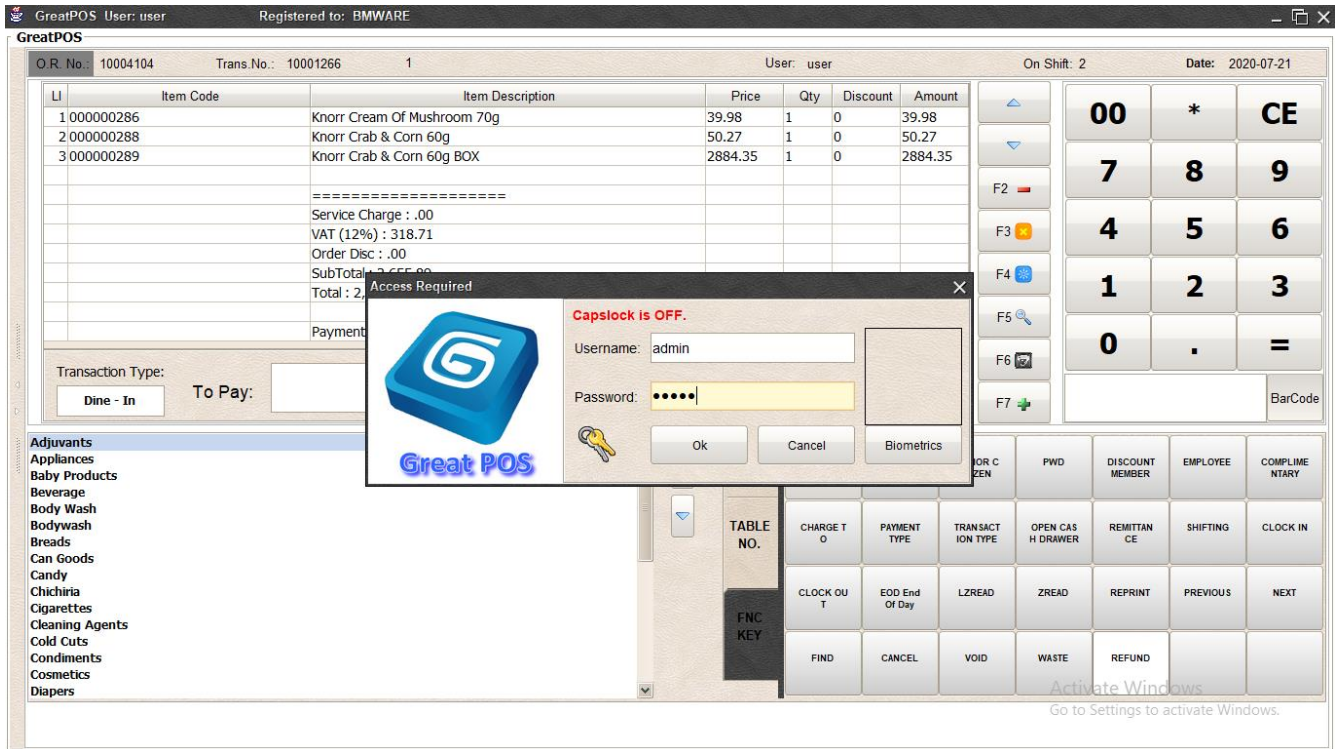 GreatPOS User: user Registered to: BMWARE
GreatPOS
O.R. No.: 10004104 Trans.No.: 10001266 1 User: user On Shift: 2 Date: 2020-07-21
LI Item Code Item Description Price Qty Discount Amount
1 000000286 Knorr Cream Of Mushroom 70g 39.98 1 0 39.98
2 000000288 Knorr Crab & Corn 60g 50.27 1 0 50.27
3 000000289 Knorr Crab & Corn 60g BOX 2884.35 1 0 2884.35
====================
Service Charge : .00
VAT (12%) : 318.71
Order Disc : .00
SubTotal
Total : 2,
Payment
F2
F3
F4
F5
F6
F7
00 * CE
7 8 9
4 5 6
1 2 3
0 . =
BarCode
Transaction Type:
Dine - In
To Pay:
Access Required
Capslock is OFF.
Username: admin
Password: •••••
Ok Cancel Biometrics
G
Great POS
Adjuvants
Appliances
Baby Products
Beverage
Body Wash
Bodywash
Breads
Can Goods
Candy
Chichiria
Cigarettes
Cleaning Agents
Cold Cuts
Condiments
Cosmetics
Diapers
TABLE
NO.
FNC
KEY
PWD DISCOUNT EMPLOYEE COMPLIME
MEMBER NTARY
CHARGE T PAYMENT TRANSACT OPEN CAS REMITTAN SHIFTING CLOCK IN
O TYPE ION TYPE H DRAWER CE
CLOCK OU EOD End LZREAD ZREAD REPRINT PREVIOUS NEXT
T Of Day
FIND CANCEL VOID WASTE REFUND
Activate Windows
Go to Settings to activate Windows.